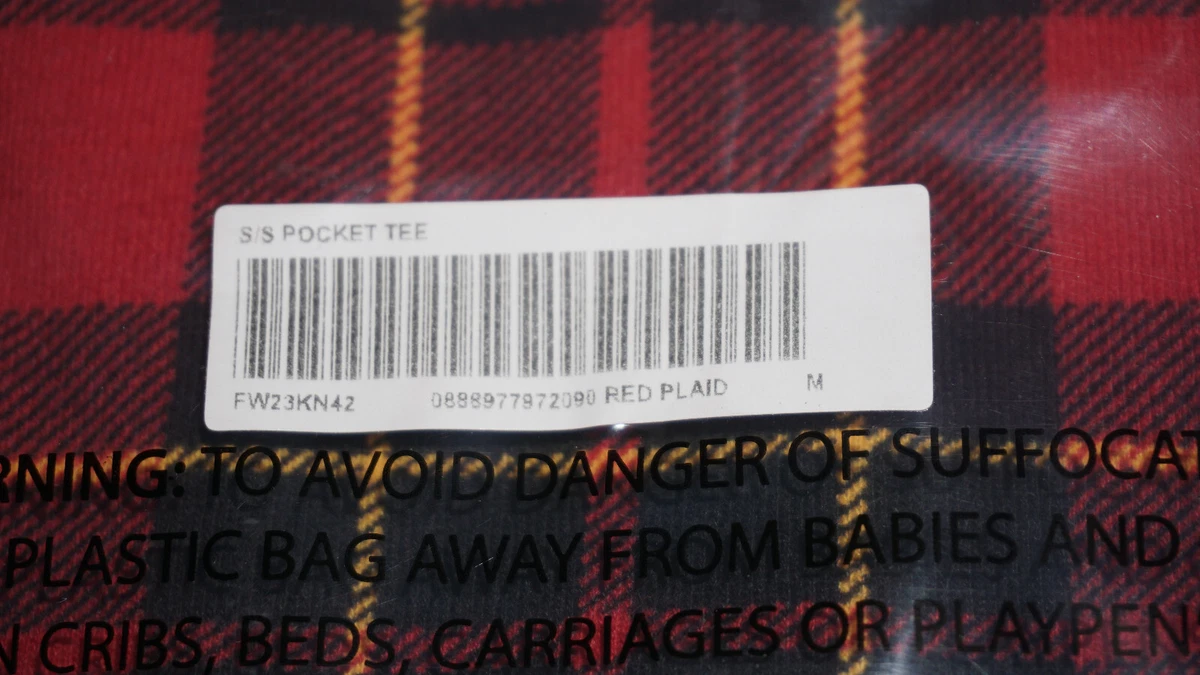 S/S POCKET TEE
FW23KN42 0888977972090 RED PLAID M
RNING: TO AVOID DANGER OF SUFFOCAT
PLASTIC BAG AWAY FROM BABIES AND
N CRIBS, BEDS, CARRIAGES OR PLAYPEN